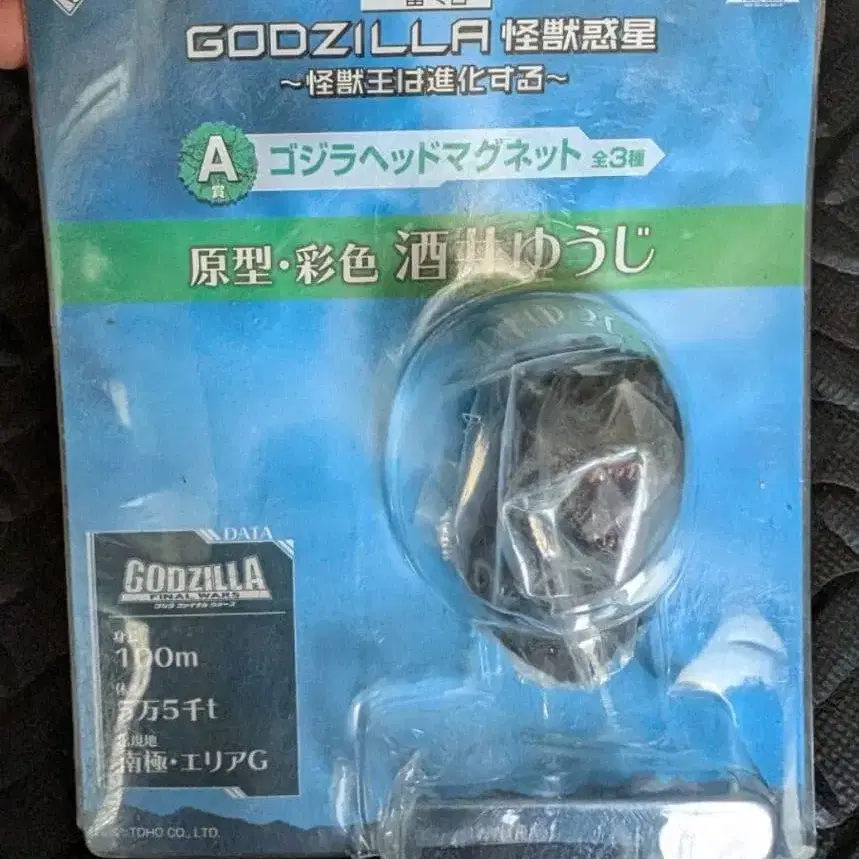 GODZILLA 怪獣惑星
〜怪獣王は進化する〜
A賞
ゴジラヘッドマグネット 全3種
原型・彩色 酒井ゆうじ
DATA
GODZILLA
FINAL WARS
ゴジラ ファイナル ウォーズ
100m
5万5千t
南極・エリアG
TOHO CO., LTD.